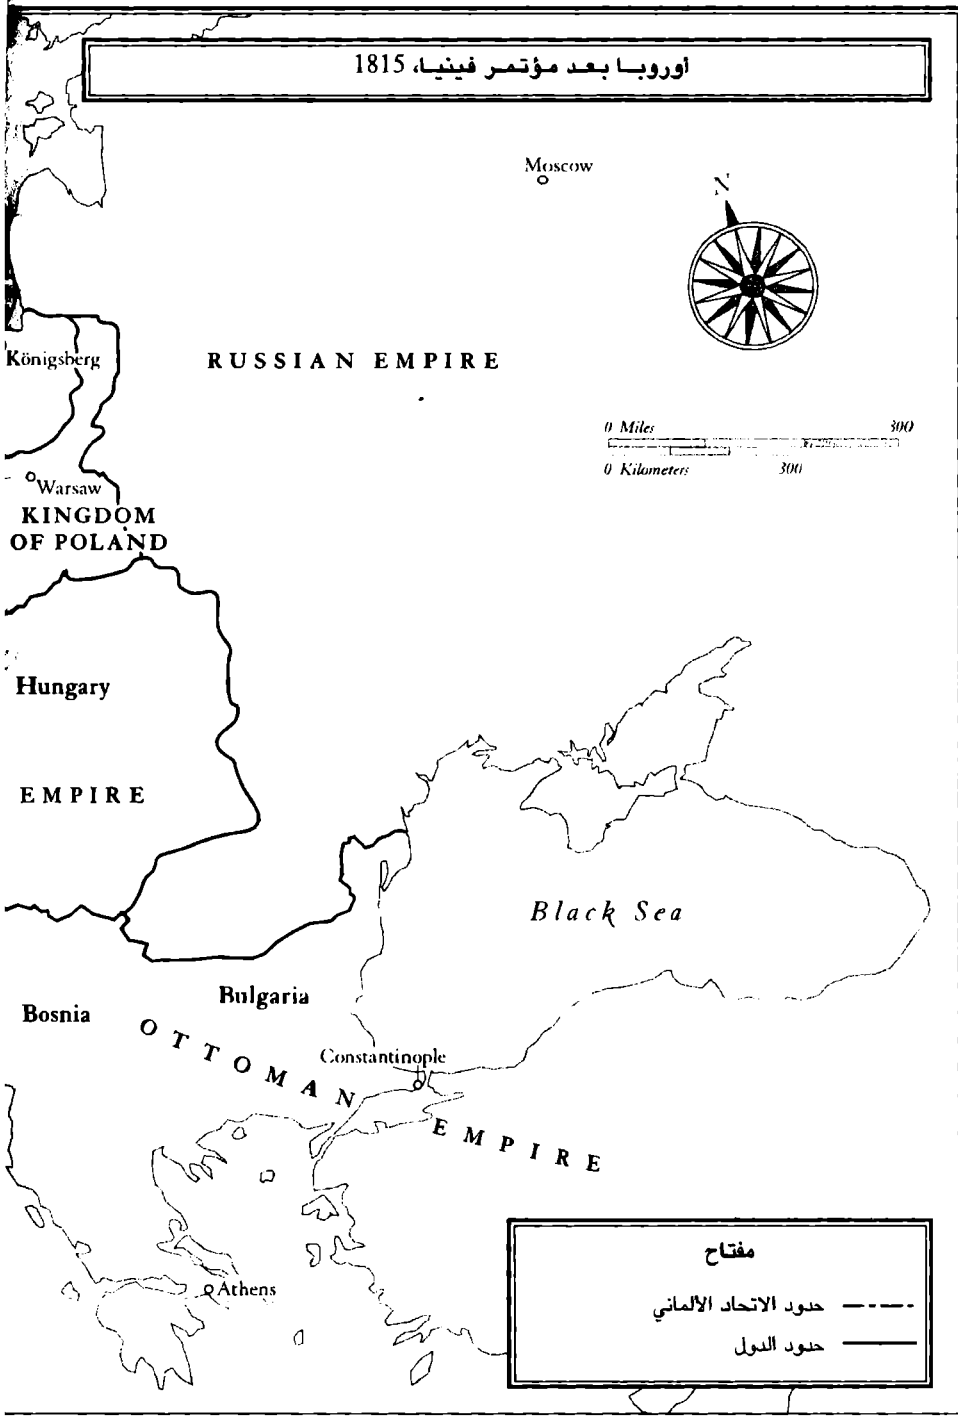 أوروبا بعد مؤتمر فينيا، 1815
Moscow
N
Königsberg
RUSSIAN EMPIRE
0 Miles 300
0 Kilometers 300
Warsaw
KINGDOM
OF POLAND
Hungary
EMPIRE
Black Sea
Bulgaria
Bosnia
OTTOMAN EMPIRE
Constantinople
Athens
مفتاح
حدود الاتحاد الألماني
حدود الدول